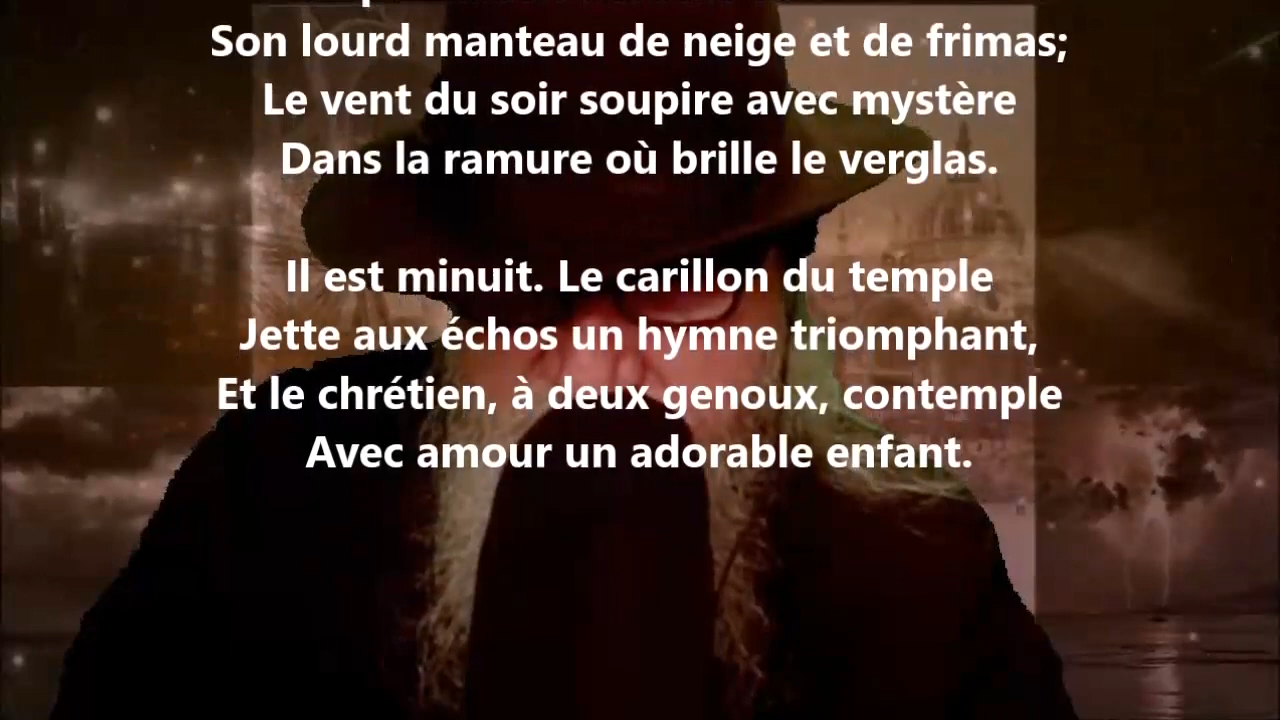 Son lourd manteau de neige et de frimas;
Le vent du soir soupire avec mystère
Dans la ramure où brille le verglas.
Il est minuit. Le carillon du temple
Jette aux échos un hymne triomphant,
Et le chrétien, à deux genoux, contemple
Avec amour un adorable enfant.